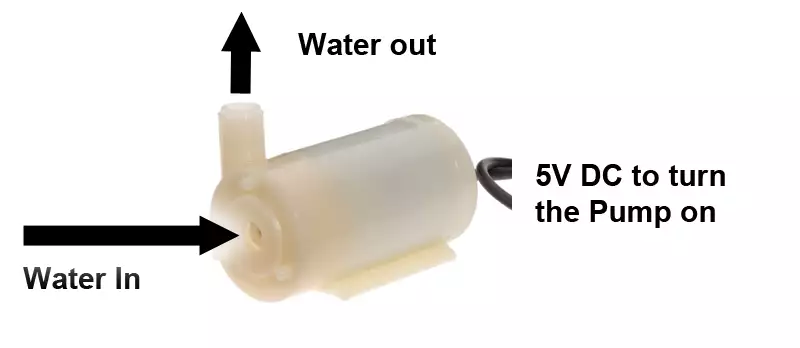 Water out
5V DC to turn
the Pump on
Water In